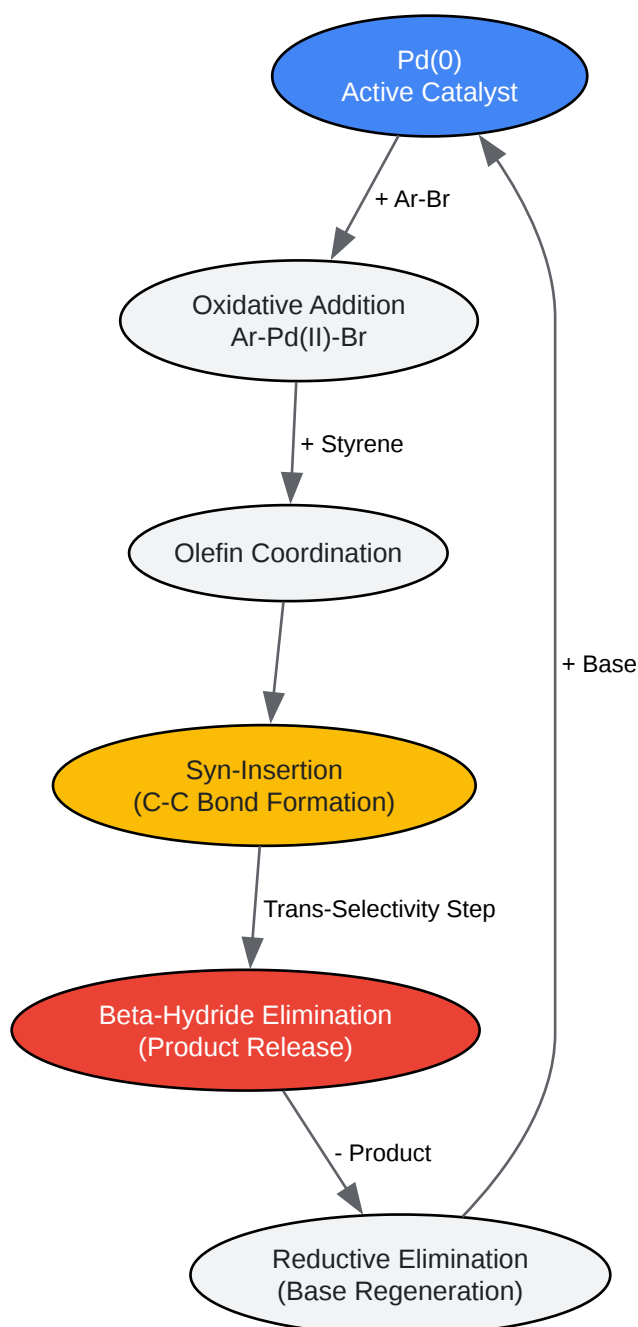 Pd(0)
Active Catalyst
+ Ar-Br
Oxidative Addition
Ar-Pd(II)-Br
+ Styrene
Olefin Coordination
+ Base
Syn-Insertion
(C-C Bond Formation)
Trans-Selectivity Step
Beta-Hydride Elimination
(Product Release)
- Product
Reductive Elimination
(Base Regeneration)